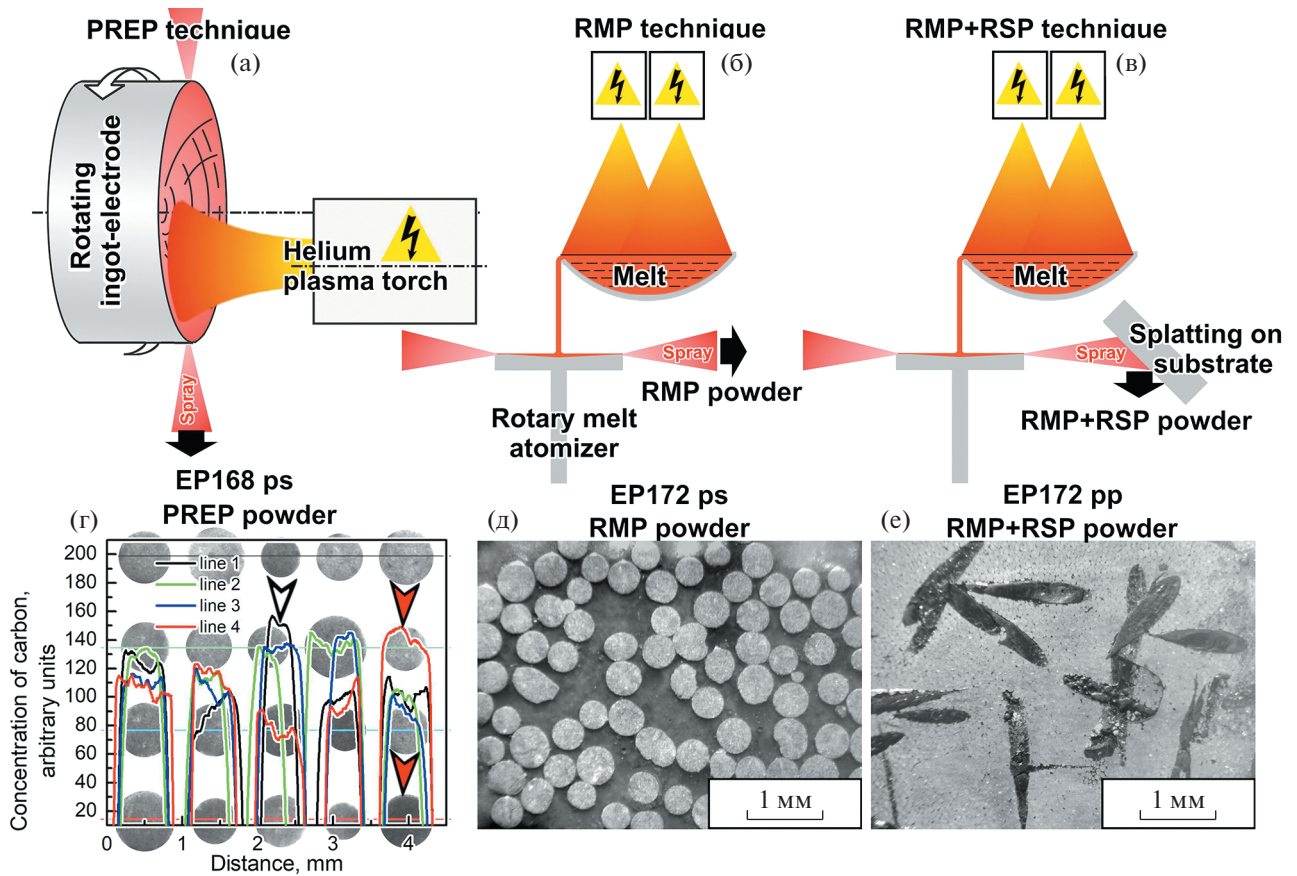 PREP technique
(а)
Rotating
ingot-electrode
Helium
plasma torch
Spray
RMP technique
(б)
Melt
Spray
RMP powder
Rotary melt
atomizer
RMP+RSP technique
(в)
Melt
Spray
Splatting on
substrate
RMP+RSP powder
EP168 ps
PREP powder
(г)
Concentration of carbon,
arbitrary units
200
180
160
140
120
100
80
60
40
20
line 1
line 2
line 3
line 4
0 1 2 3 4
Distance, mm
EP172 ps
RMP powder
(д)
1 мм
EP172 pp
RMP+RSP powder
(е)
1 мм